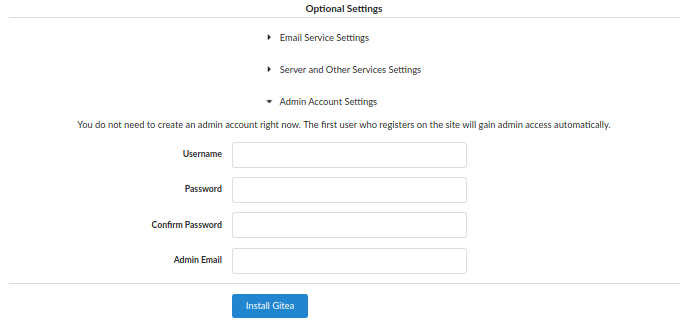 Optional Settings
Email Service Settings
Server and Other Services Settings
Admin Account Settings
You do not need to create an admin account right now. The first user who registers on the site will gain admin access automatically.
Username
Password
Confirm Password
Admin Email
Install Gitea